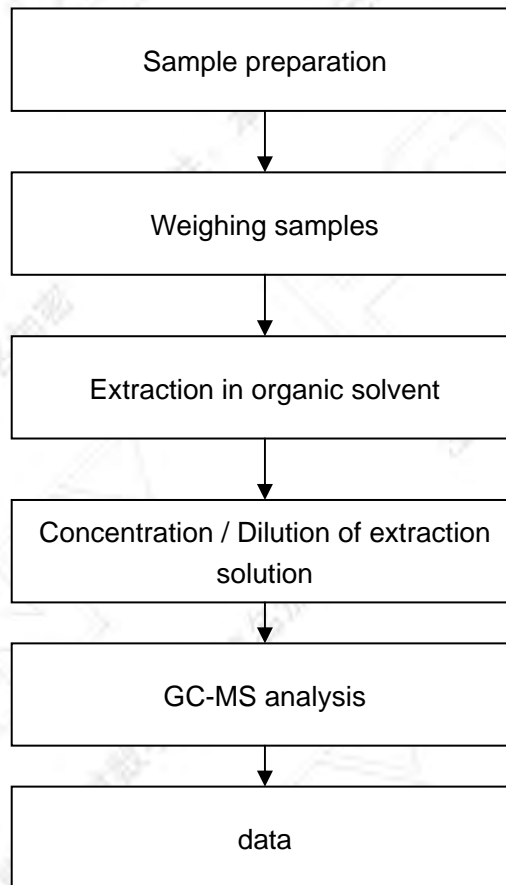 Sample preparation
Weighing samples
Extraction in organic solvent
Concentration / Dilution of extraction
solution
GC-MS analysis
data